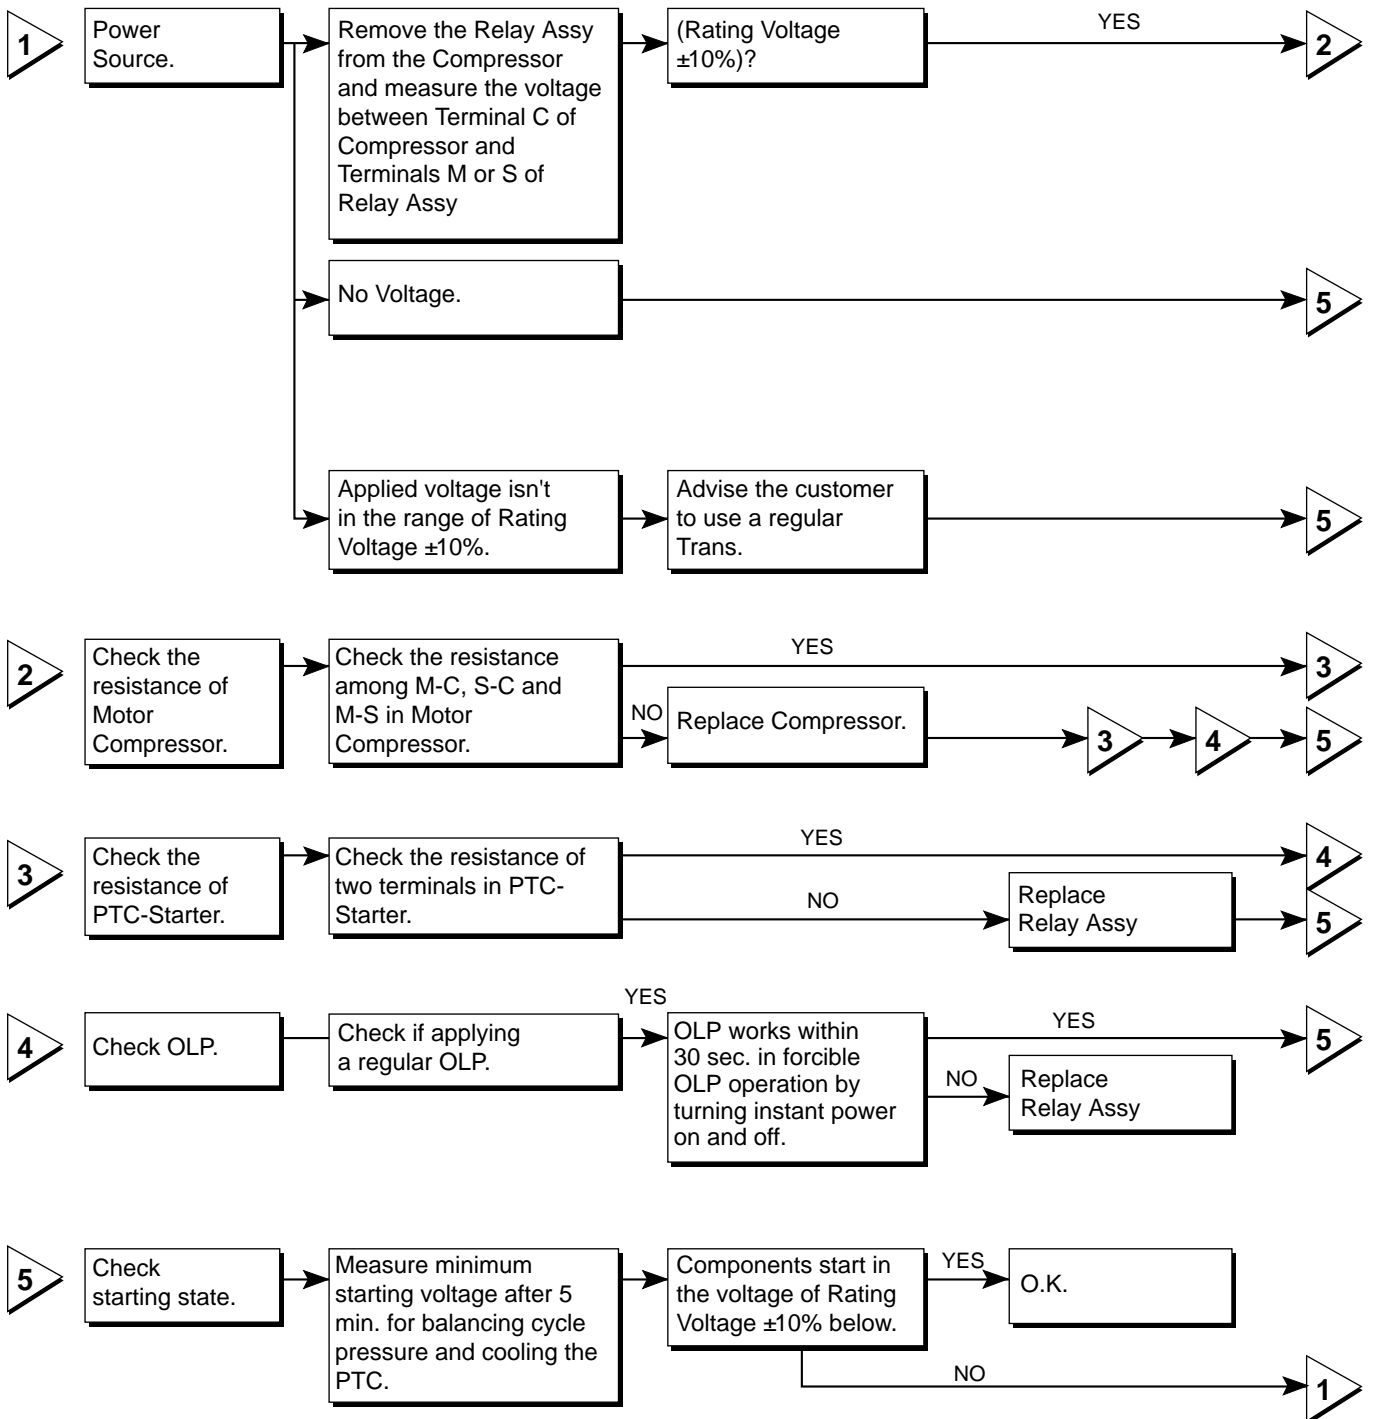 1
Power
Source.
Remove the Relay Assy
from the Compressor
and measure the voltage
between Terminal C of
Compressor and
Terminals M or S of
Relay Assy
(Rating Voltage
±10%)?
YES
2
No Voltage.
5
Applied voltage isn't
in the range of Rating
Voltage ±10%.
Advise the customer
to use a regular
Trans.
5
2
Check the
resistance of
Motor
Compressor.
Check the resistance
among M-C, S-C and
M-S in Motor
Compressor.
YES
3
NO
Replace Compressor.
3
4
5
3
Check the
resistance of
PTC-Starter.
Check the resistance of
two terminals in PTC-
Starter.
YES
4
NO
Replace
Relay Assy
5
4
Check OLP.
Check if applying
a regular OLP.
YES
OLP works within
30 sec. in forcible
OLP operation by
turning instant power
on and off.
YES
5
NO
Replace
Relay Assy
5
Check
starting state.
Measure minimum
starting voltage after 5
min. for balancing cycle
pressure and cooling the
PTC.
Components start in
the voltage of Rating
Voltage ±10% below.
YES
O.K.
NO
1